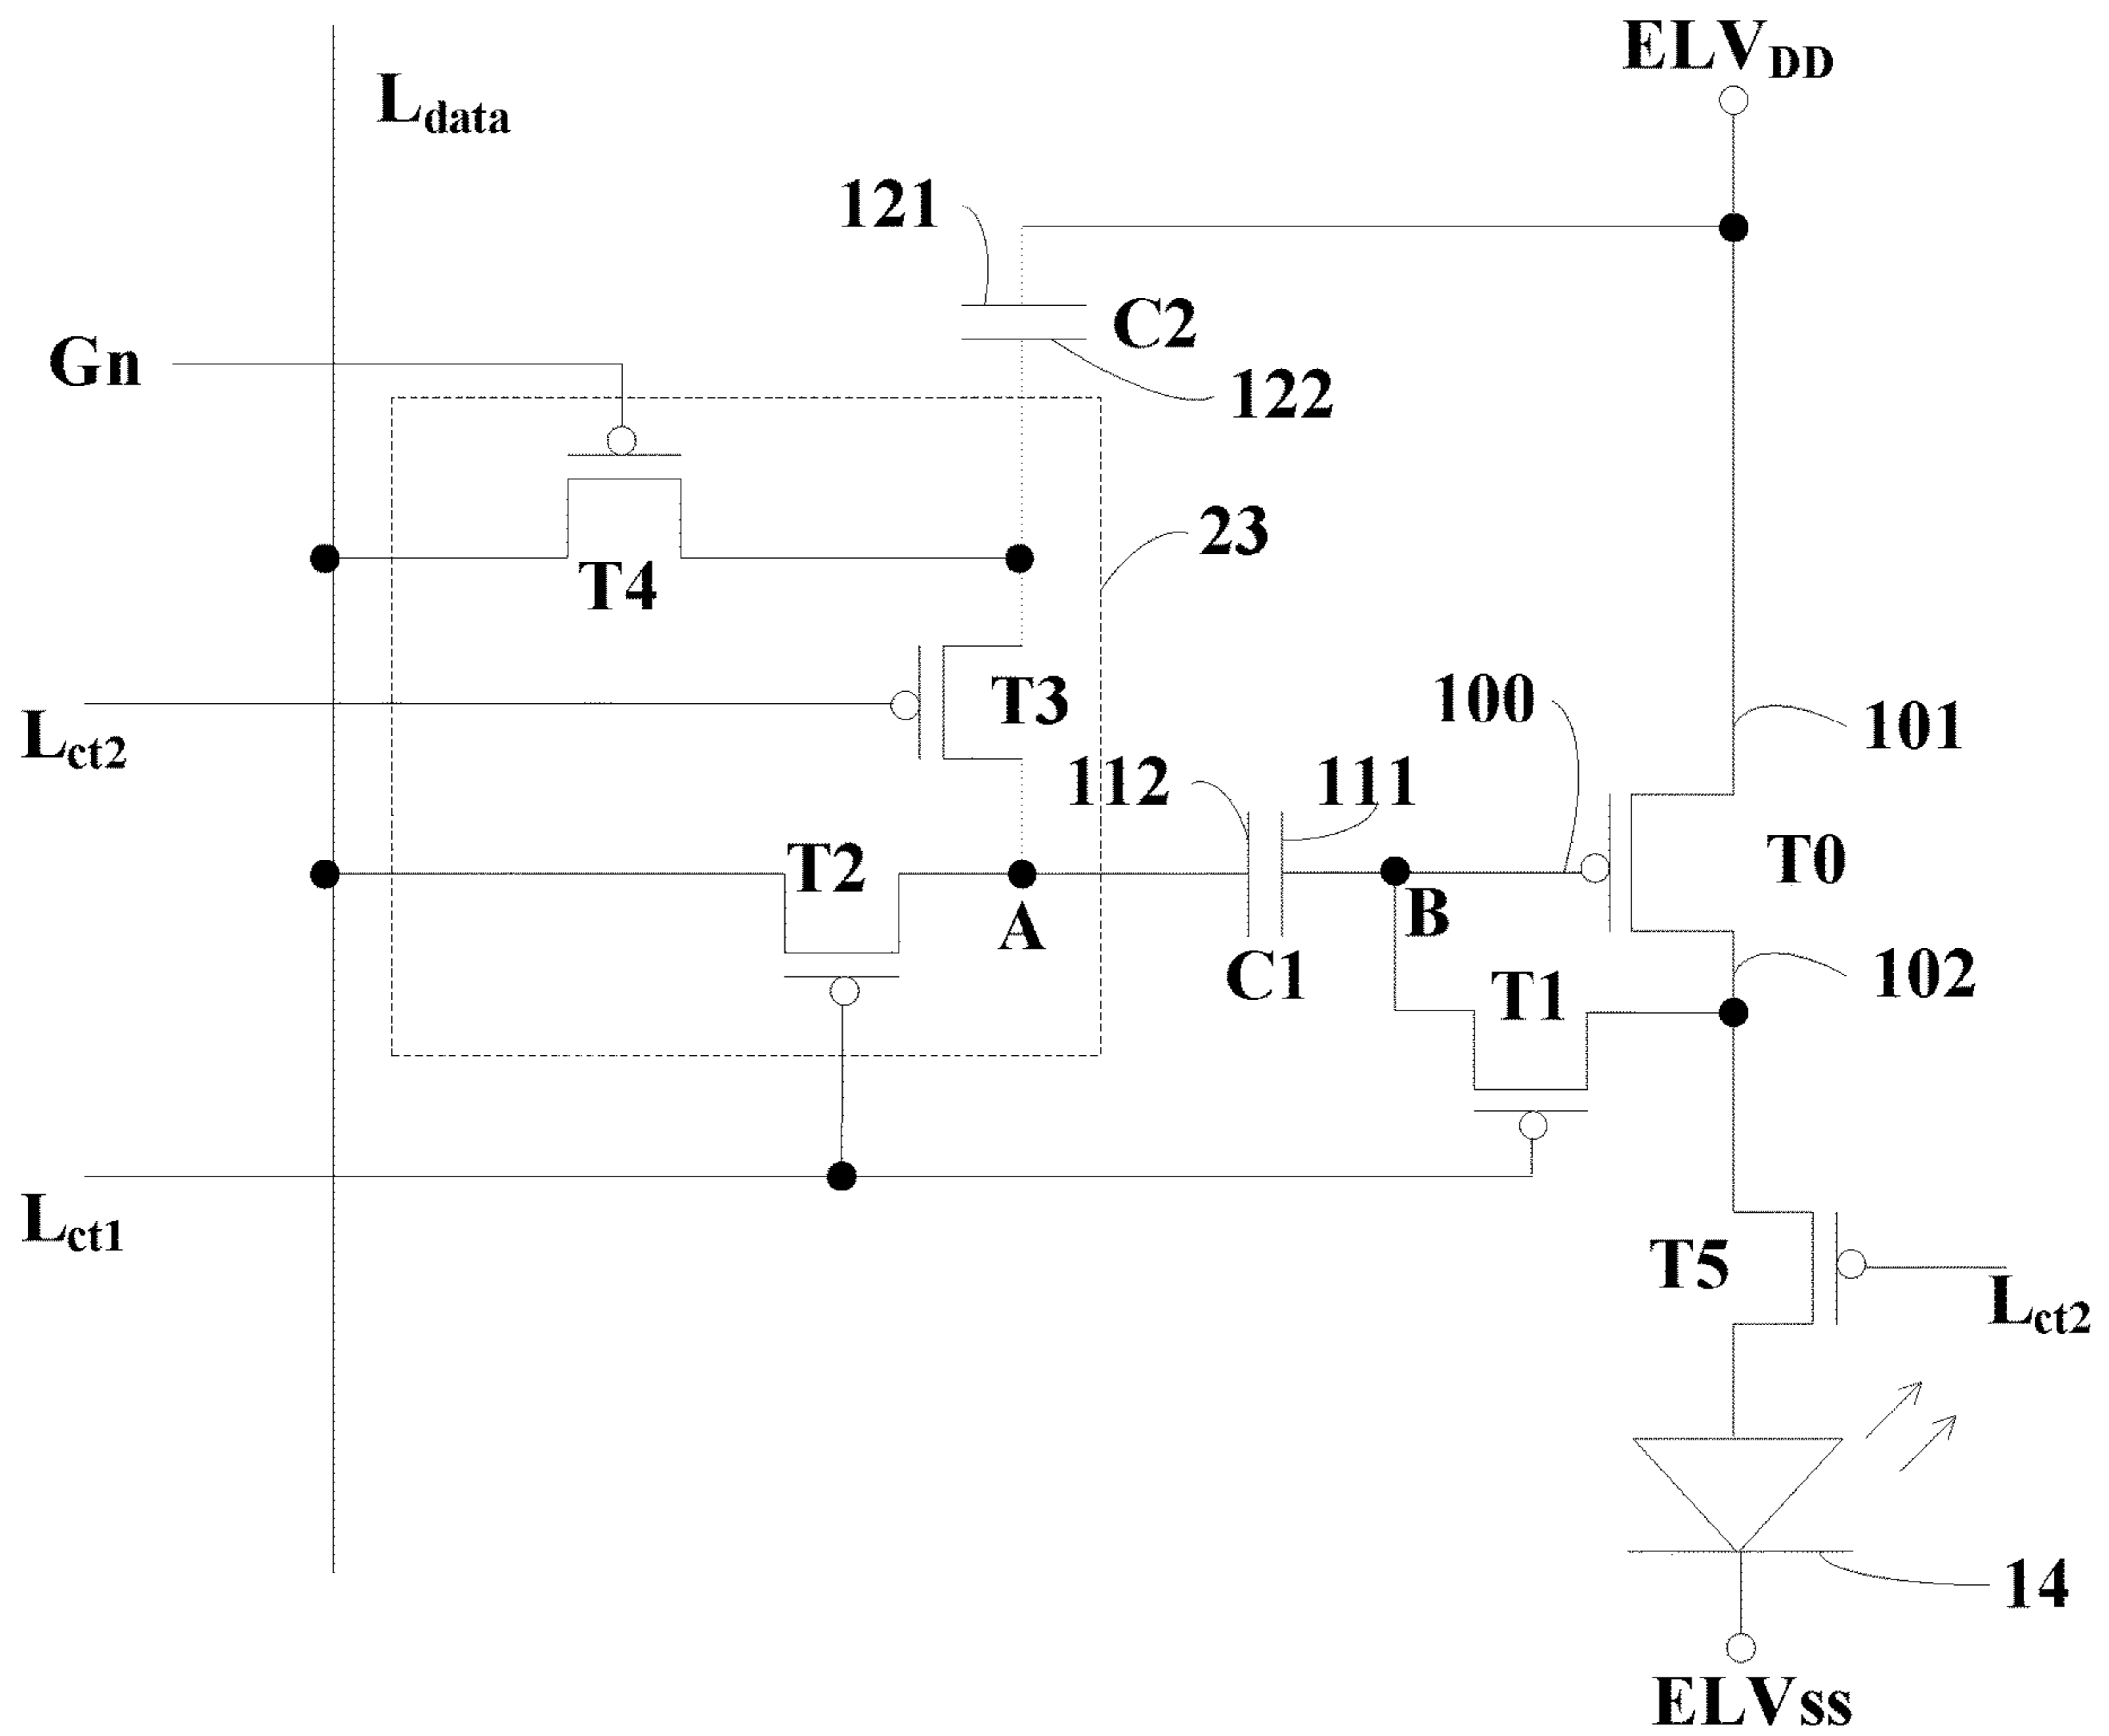 ELVDD
Ldata
121
C2
Gn
122
23
T4
T3
100
101
Lct2
112
111
T2
T0
A
B
C1
T1
102
Lct1
T5
Lct2
14
ELVss